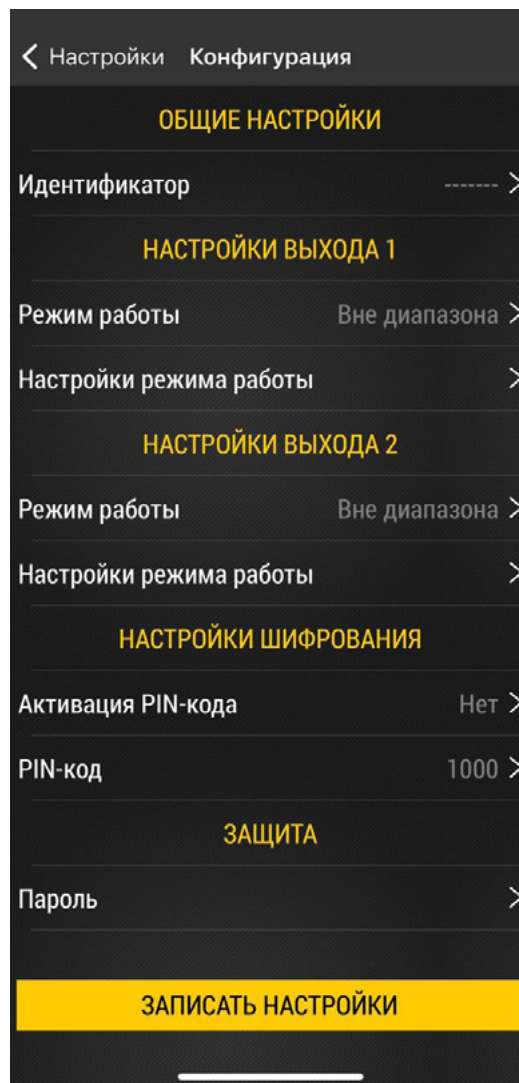 Настройки Конфигурация
ОБЩИЕ НАСТРОЙКИ
Идентификатор -------
НАСТРОЙКИ ВЫХОДА 1
Режим работы Вне диапазона
Настройки режима работы
НАСТРОЙКИ ВЫХОДА 2
Режим работы Вне диапазона
Настройки режима работы
НАСТРОЙКИ ШИФРОВАНИЯ
Активация PIN-кода Нет
PIN-код 1000
ЗАЩИТА
Пароль
ЗАПИСАТЬ НАСТРОЙКИ